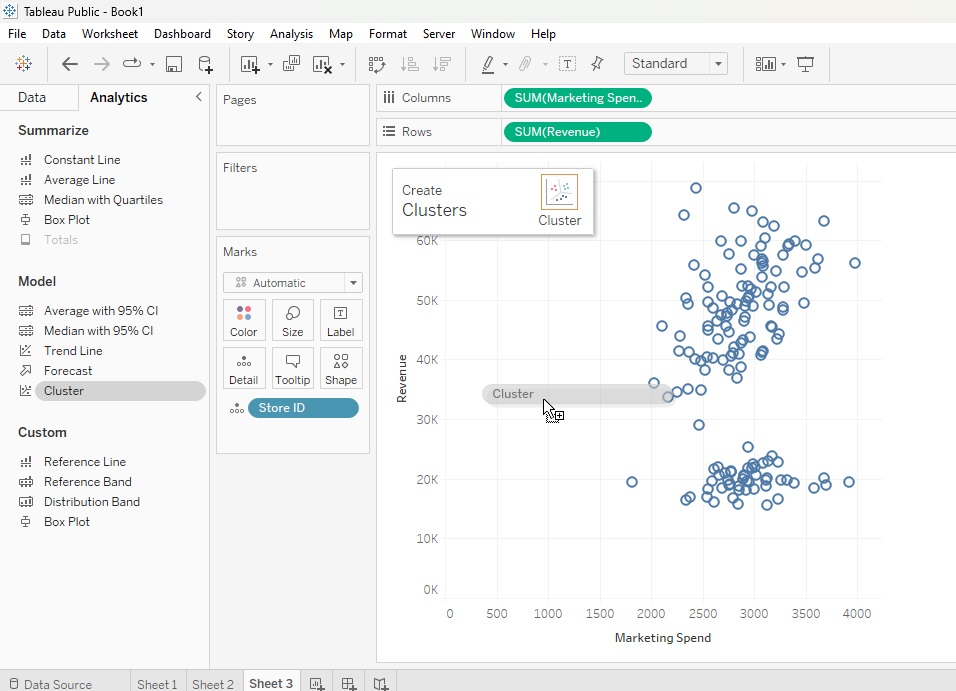 Tableau Public - Book1
File Data Worksheet Dashboard Story Analysis Map Format Server Window Help
Standard
Data Analytics
Summarize
Constant Line
Average Line
Median with Quartiles
Box Plot
Totals
Model
Average with 95% CI
Median with 95% CI
Trend Line
Forecast
Cluster
Custom
Reference Line
Reference Band
Distribution Band
Box Plot
Pages
Filters
Marks
Automatic
Color Size Label
Detail Tooltip Shape
Store ID
Columns SUM(Marketing Spen..
Rows SUM(Revenue)
Create
Clusters
Cluster
60K
50K
40K
30K
20K
10K
0K
Revenue
Cluster
0 500 1000 1500 2000 2500 3000 3500 4000
Marketing Spend
Data Source Sheet 1 Sheet 2 Sheet 3